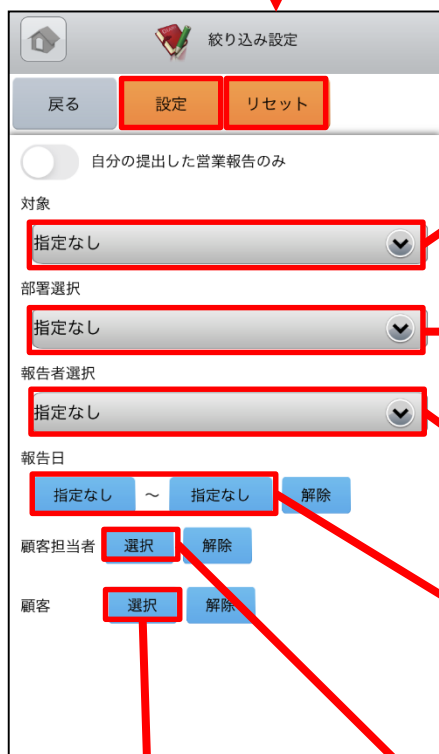 絞り込み設定
戻る 設定 リセット
自分の提出した営業報告のみ
対象
指定なし
部署選択
指定なし
報告者選択
指定なし
報告日
指定なし ～ 指定なし 解除
顧客担当者 選択 解除
顧客 選択 解除